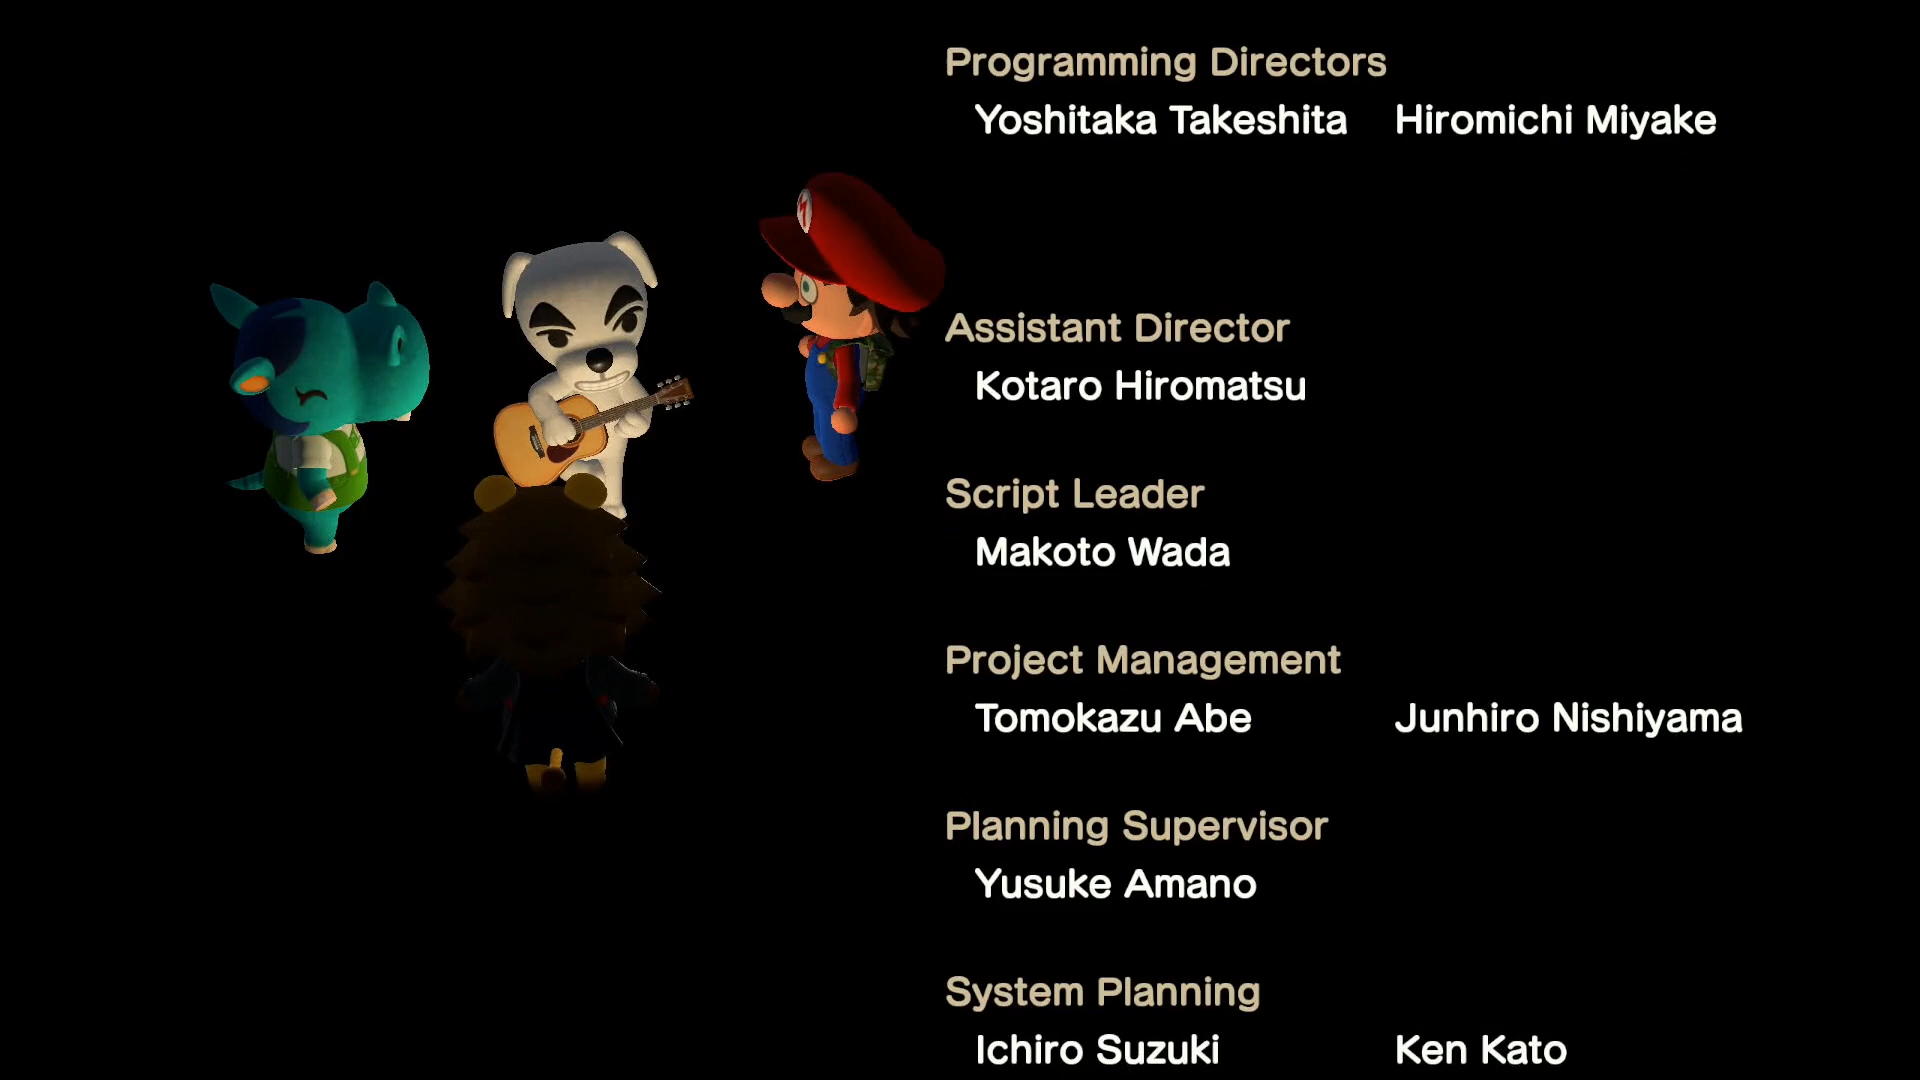 Programming Directors
Yoshitaka Takeshita Hiromichi Miyake
Assistant Director
Kotaro Hiromatsu
Script Leader
Makoto Wada
Project Management
Tomokazu Abe Junhiro Nishiyama
Planning Supervisor
Yusuke Amano
System Planning
Ichiro Suzuki Ken Kato